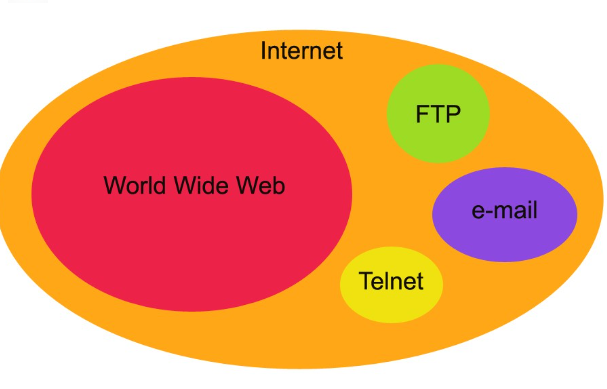 Internet
FTP
World Wide Web
e-mail
Telnet